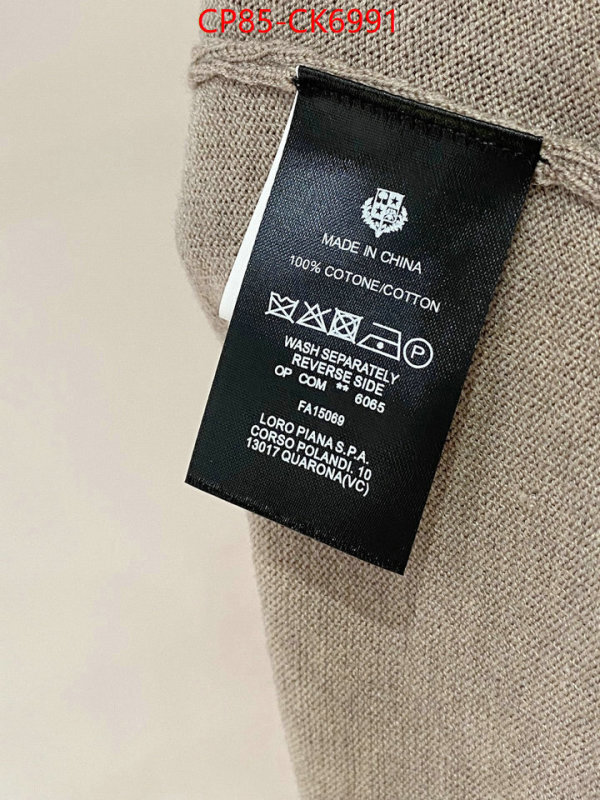 CP85-CK6991
MADE IN CHINA
100% COTONE/COTTON
P
WASH SEPARATELY
REVERSE SIDE
OP COM ** 6065
FA15069
LORO PIANA S.P.A.
CORSO POLANDI. 10
13017 QUARONA(VC)